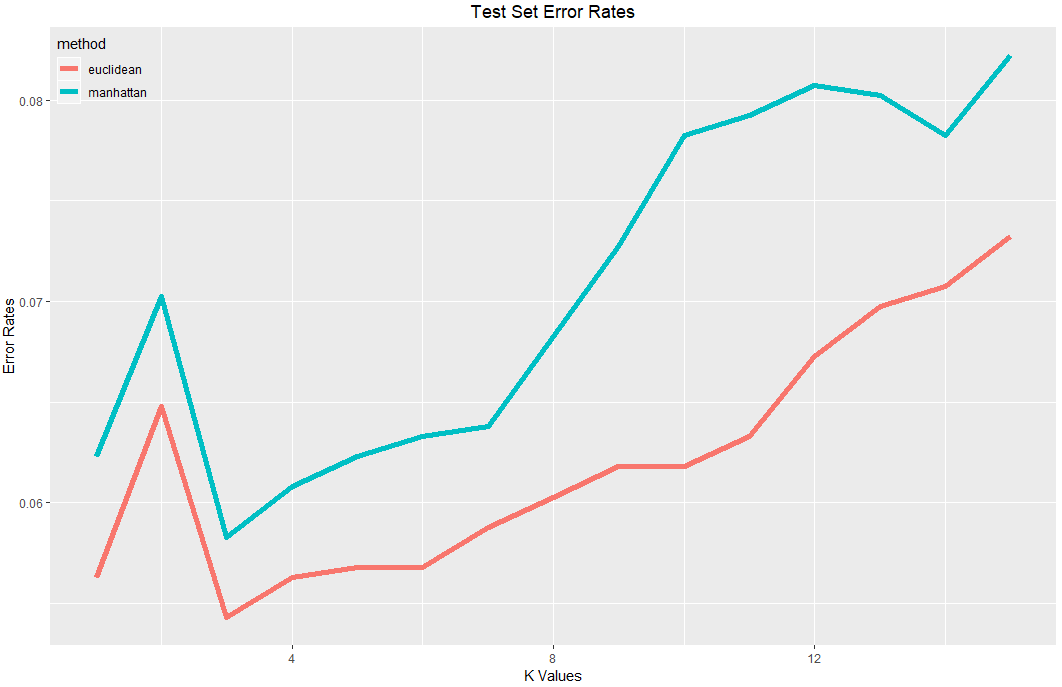 Test Set Error Rates
method
euclidean
manhattan
Error Rates
0.08
0.07
0.06
4
8
12
K Values